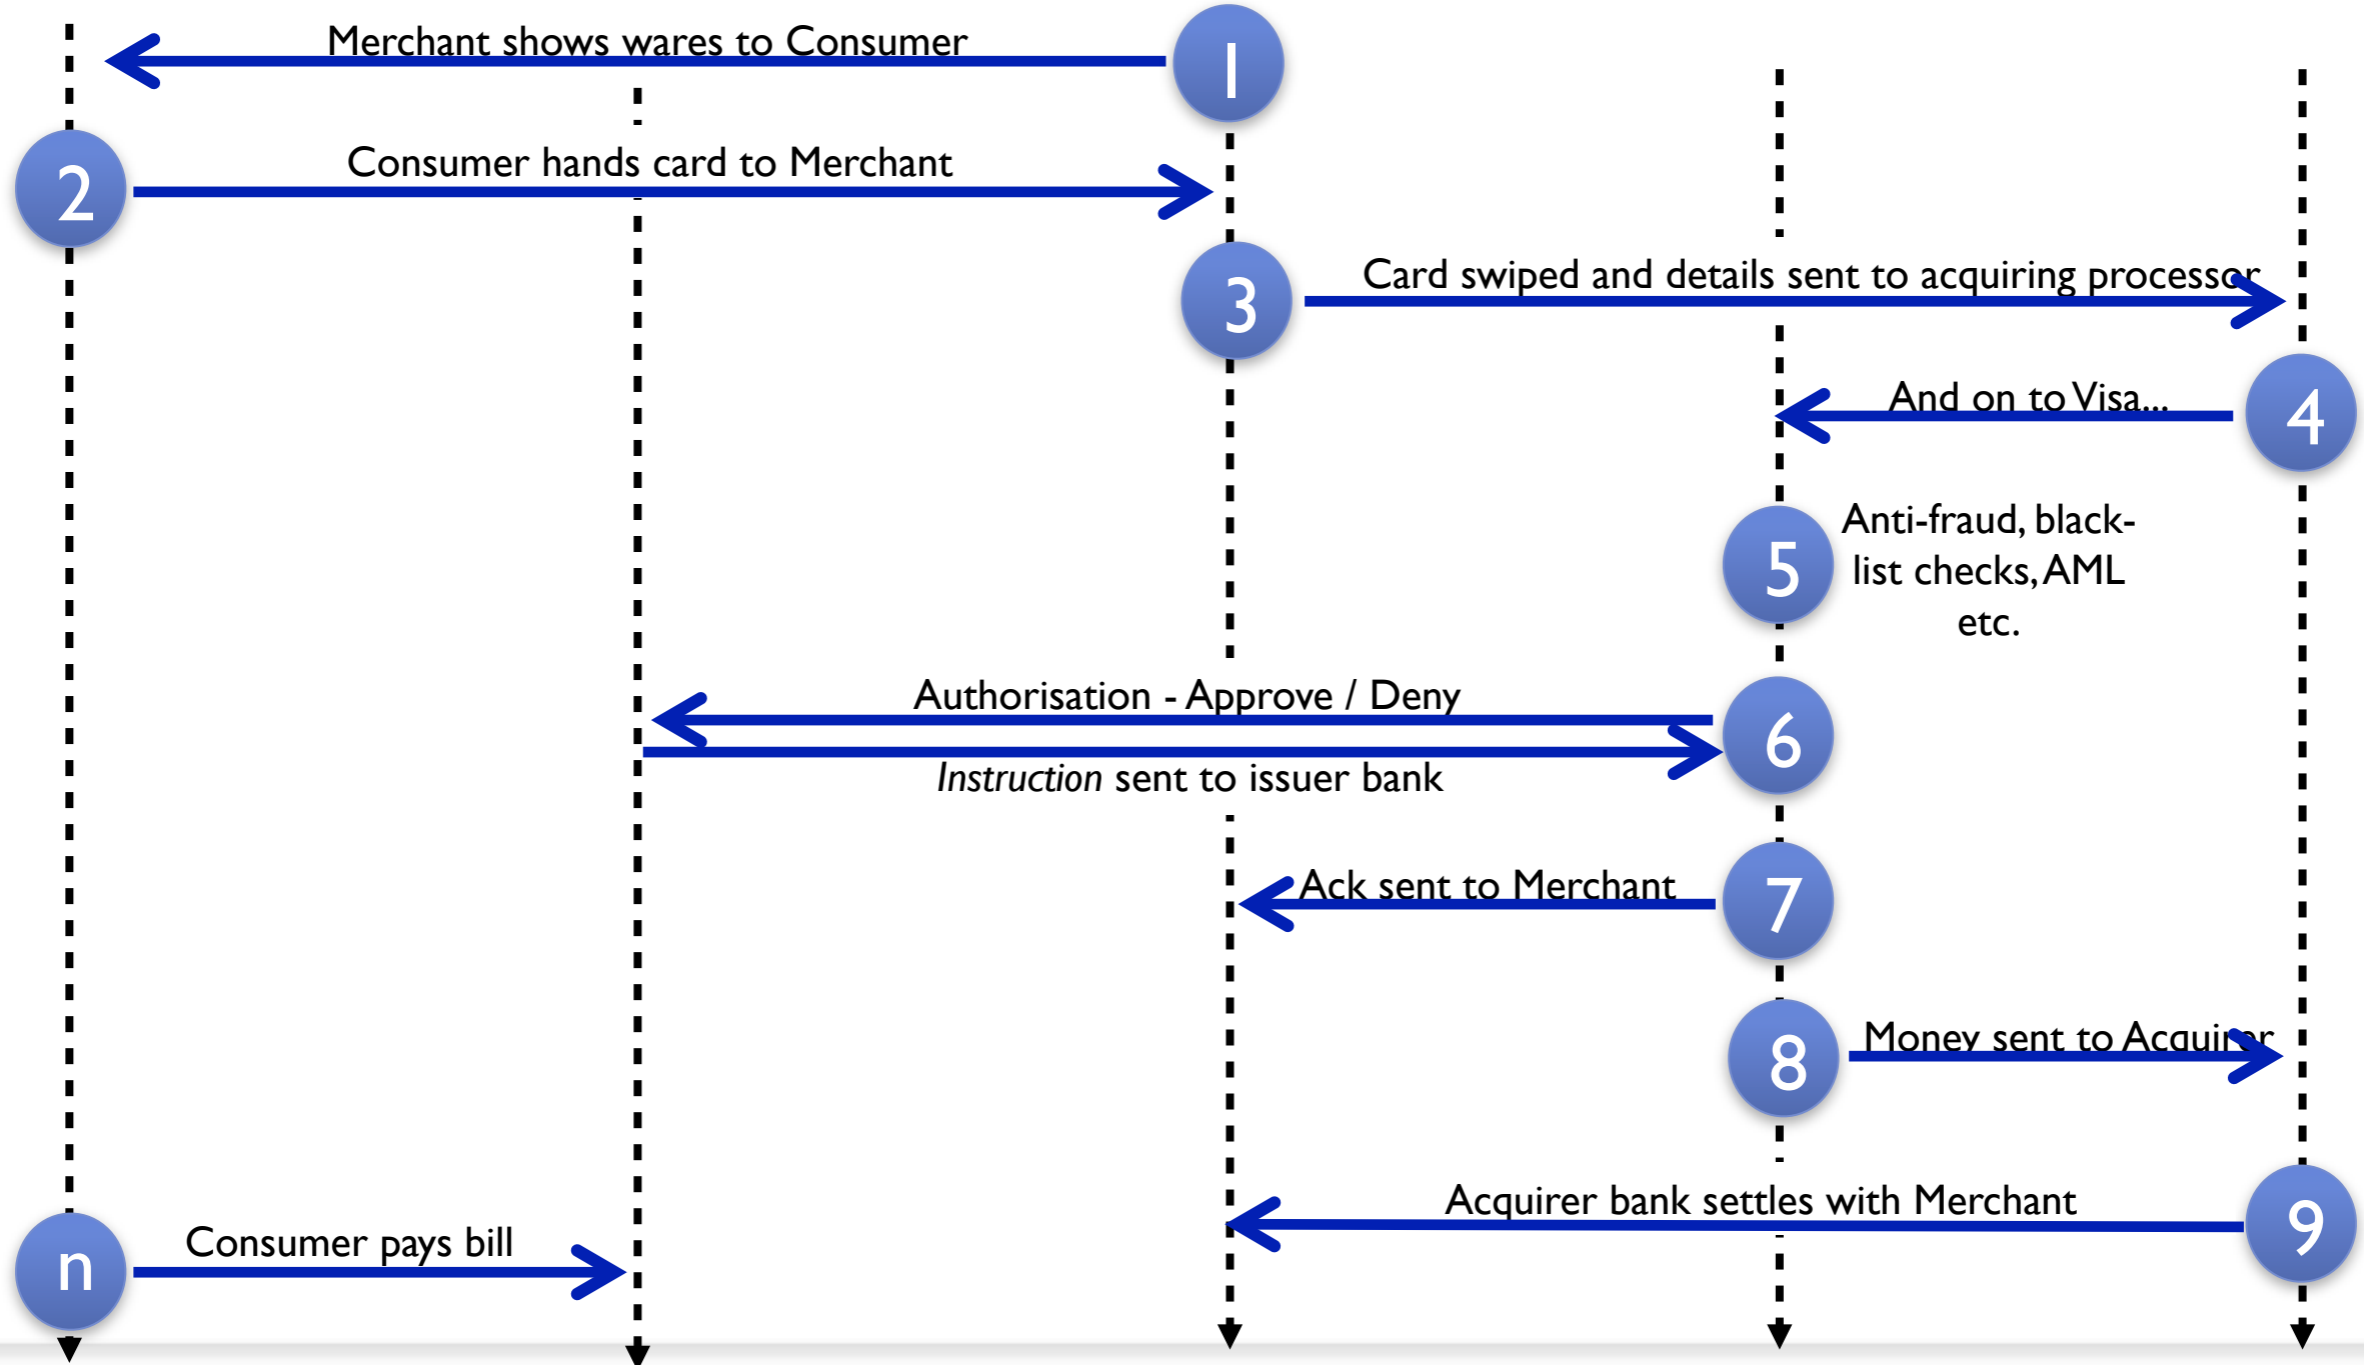 Merchant shows wares to Consumer
1
2
Consumer hands card to Merchant
3
Card swiped and details sent to acquiring processor
And on to Visa...
4
5
Anti-fraud, black-
list checks, AML
etc.
Authorisation - Approve / Deny
6
Instruction sent to issuer bank
Ack sent to Merchant
7
8
Money sent to Acquirer
Acquirer bank settles with Merchant
9
n
Consumer pays bill